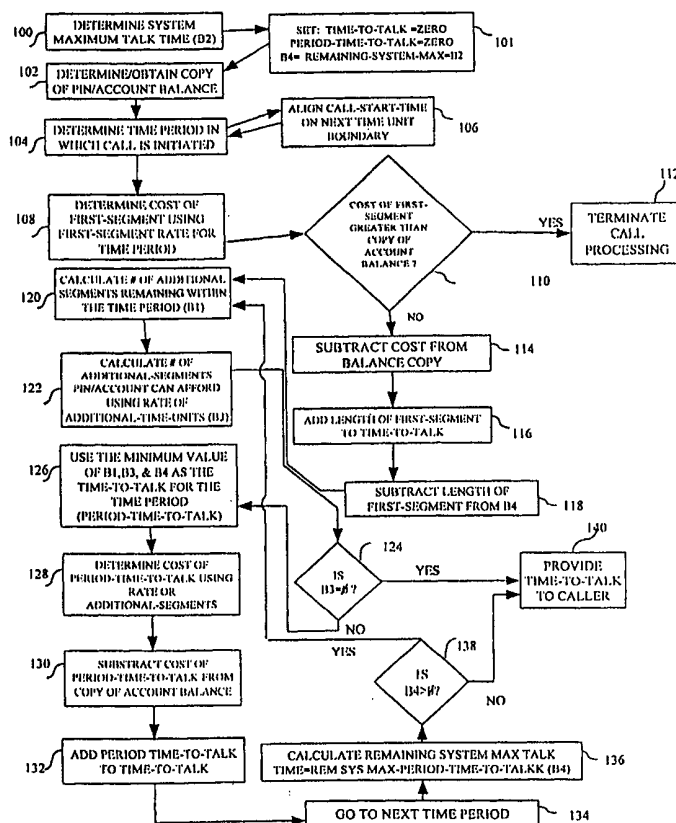 100
DETERMINE SYSTEM
MAXIMUM TALK TIME (B2)
SET: TIME-TO-TALK =ZERO
PERIOD-TIME-TO-TALK=ZERO
B4= REMAINING-SYSTEM-MAX=B2
101
102
DETERMINE/OBTAIN COPY
OF PIN/ACCOUNT BALANCE
104
DETERMINE TIME PERIOD IN
WHICH CALL IS INITIATED
ALIGN CALL-START-TIME
ON NEXT TIME UNIT
BOUNDARY
106
108
DETERMINE COST OF
FIRST-SEGMENT USING
FIRST-SEGMENT RATE FOR
TIME PERIOD
COST OF FIRST-
SEGMENT
GREATER THAN
COPY OF
ACCOUNT
BALANCE ?
110
YES
112
TERMINATE
CALL
PROCESSING
NO
SUBTRACT COST FROM
BALANCE COPY
114
ADD LENGTH OF FIRST-SEGMENT
TO TIME-TO-TALK
116
SUBTRACT LENGTH OF
FIRST-SEGMENT FROM B4
118
120
CALCULATE # OF ADDITIONAL
SEGMENTS REMAINING WITHIN
THE TIME PERIOD (B1)
122
CALCULATE # OF
ADDITIONAL-SEGMENTS
PIN/ACCOUNT CAN AFFORD
USING RATE OF
ADDITIONAL-TIME-UNITS (B3)
124
IS
B3=∅ ?
YES
NO
140
PROVIDE
TIME-TO-TALK
TO CALLER
126
USE THE MINIMUM VALUE
OF B1,B3, & B4 AS THE
TIME-TO-TALK FOR THE
TIME PERIOD
(PERIOD-TIME-TO-TALK)
128
DETERMINE COST OF
PERIOD-TIME-TO-TALK USING
RATE OR
ADDITIONAL-SEGMENTS
130
SUBSTRACT COST OF
PERIOD-TIME-TO-TALK FROM
COPY OF ACCOUNT BALANCE
132
ADD PERIOD TIME-TO-TALK
TO TIME-TO-TALK
GO TO NEXT TIME PERIOD
134
CALCULATE REMAINING SYSTEM MAX TALK
TIME=REM SYS MAX-PERIOD-TIME-TO-TALKK (B4)
136
138
IS
B4>∅?
YES
NO